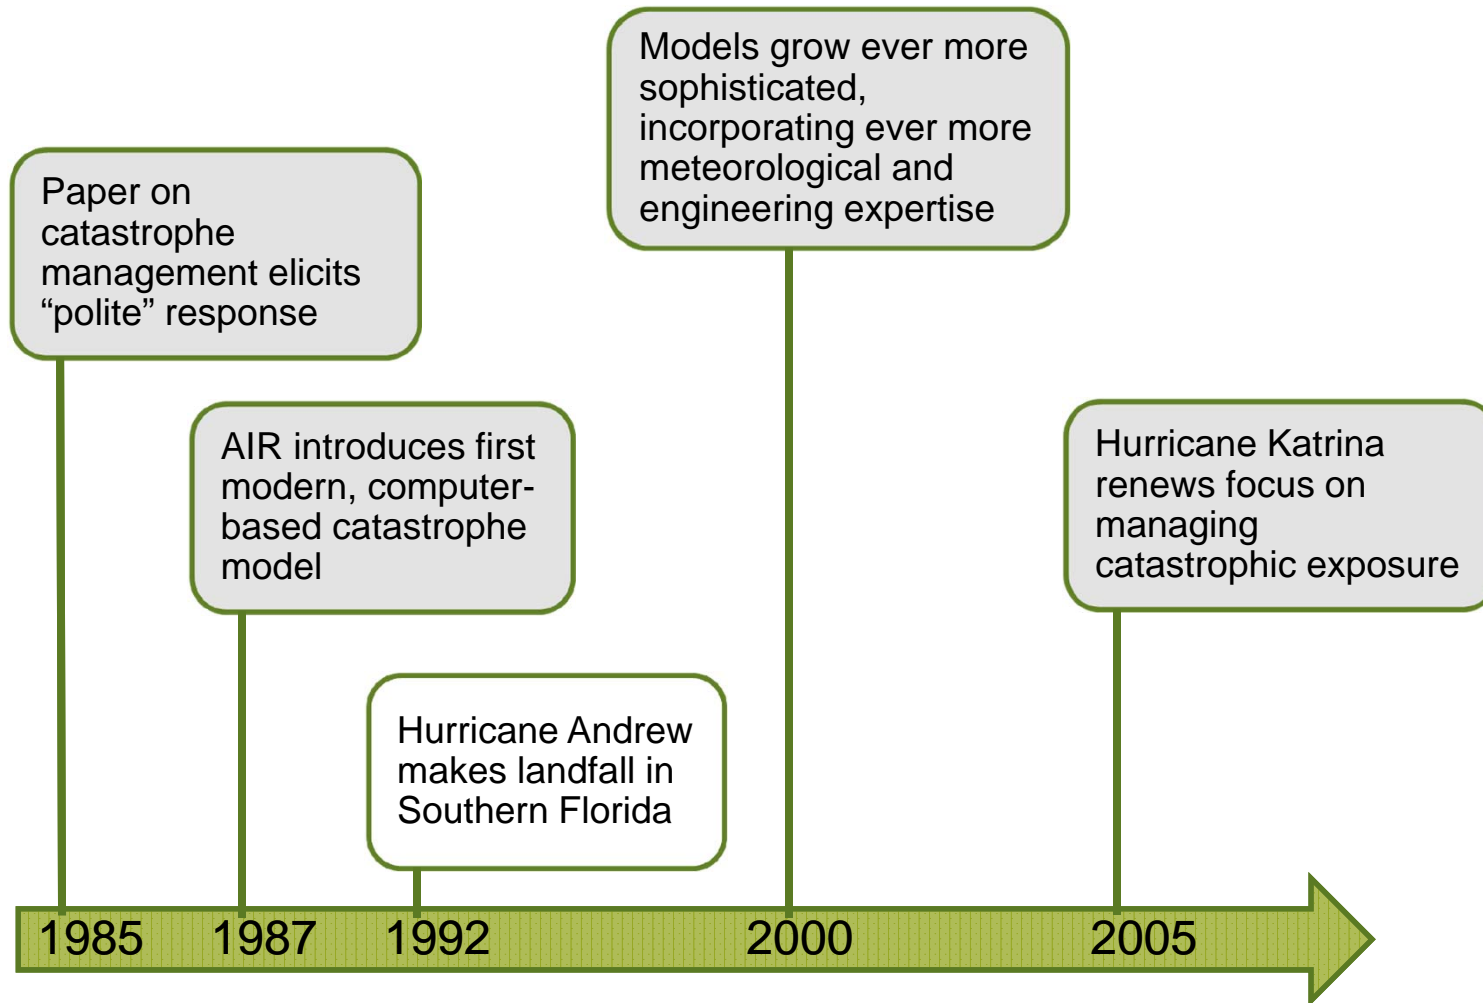 Paper on
catastrophe
management elicits
“polite” response
AIR introduces first
modern, computer-
based catastrophe
model
Hurricane Andrew
makes landfall in
Southern Florida
Models grow ever more
sophisticated,
incorporating ever more
meteorological and
engineering expertise
Hurricane Katrina
renews focus on
managing
catastrophic exposure
1985
1987
1992
2000
2005